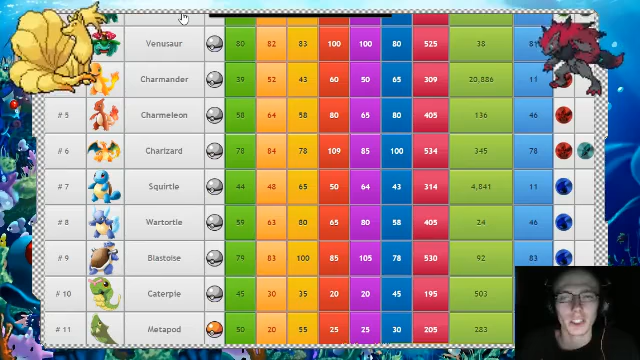 Venusaur 80 82 83 100 100 80 525 38
Charmander 39 52 43 60 50 65 309 20,886 11
# 5 Charmeleon 58 64 58 80 65 80 405 136 46
# 6 Charizard 78 84 78 109 85 100 534 345 78
# 7 Squirtle 44 48 65 50 64 43 314 4,841 11
# 8 Wartortle 59 63 80 65 80 58 405 24 46
# 9 Blastoise 79 83 100 85 105 78 530 92 83
# 10 Caterpie 45 30 35 20 20 45 195 503
# 11 Metapod 50 20 55 25 25 30 205 283